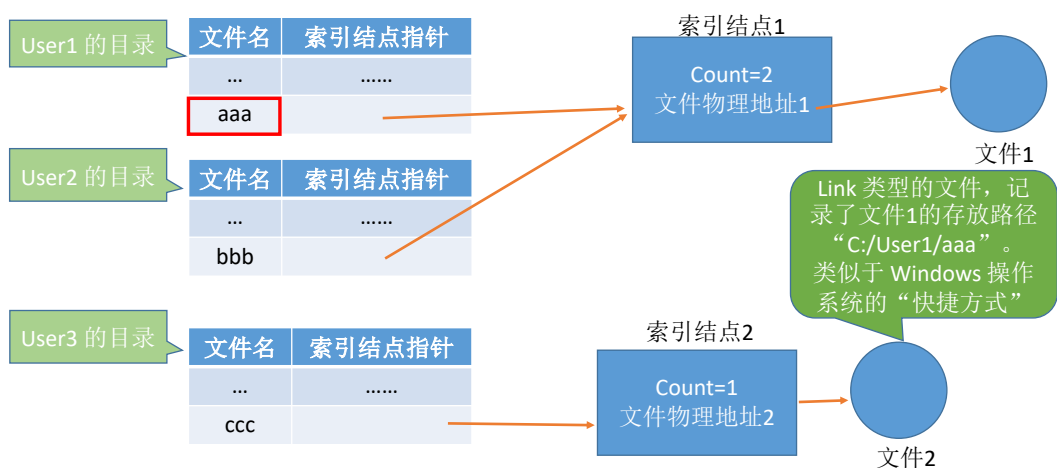 User1 的目录
文件名 索引结点指针
… ……
aaa
索引结点1
Count=2
文件物理地址1
文件1
User2 的目录
文件名 索引结点指针
… ……
bbb
Link 类型的文件，记
录了文件1的存放路径
“C:/User1/aaa”。
类似于 Windows 操作
系统的“快捷方式”
User3 的目录
文件名 索引结点指针
… ……
ccc
索引结点2
Count=1
文件物理地址2
文件2